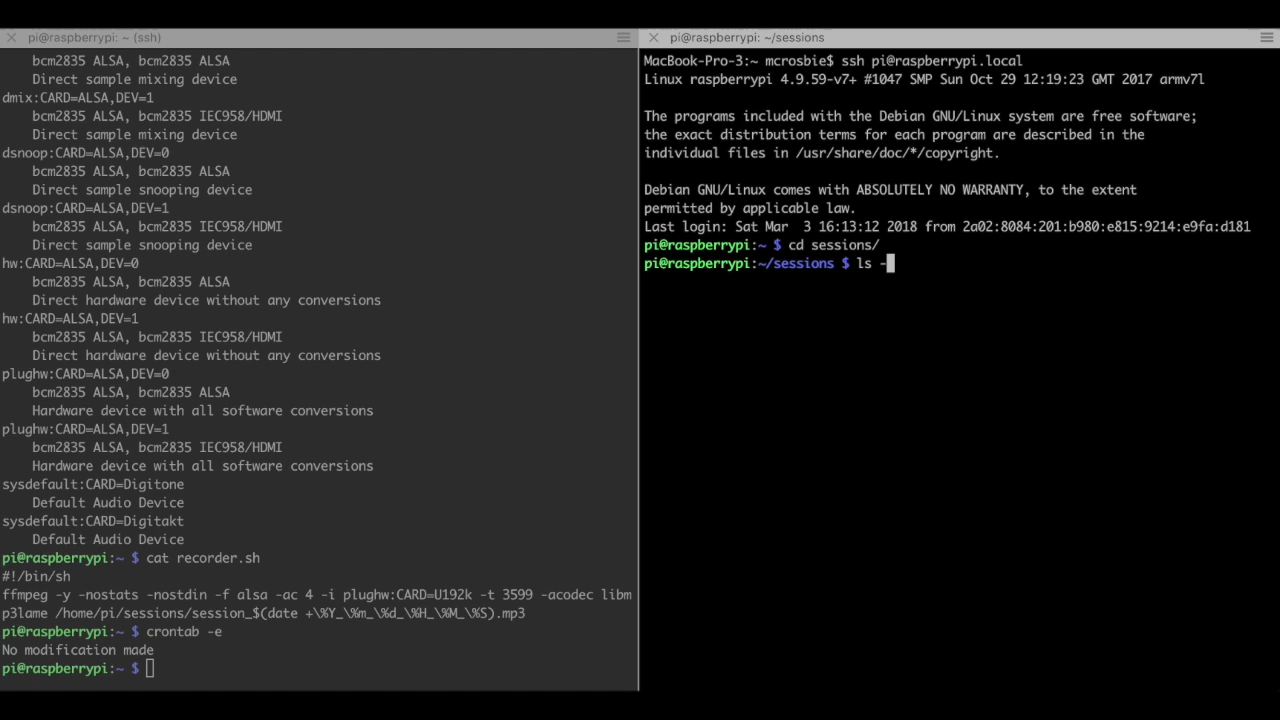 pi@raspberrypi: ~ (ssh)
bcm2835 ALSA, bcm2835 ALSA
Direct sample mixing device
dmix:CARD=ALSA,DEV=1
bcm2835 ALSA, bcm2835 IEC958/HDMI
Direct sample mixing device
dsnoop:CARD=ALSA,DEV=0
bcm2835 ALSA, bcm2835 ALSA
Direct sample snooping device
dsnoop:CARD=ALSA,DEV=1
bcm2835 ALSA, bcm2835 IEC958/HDMI
Direct sample snooping device
hw:CARD=ALSA,DEV=0
bcm2835 ALSA, bcm2835 ALSA
Direct hardware device without any conversions
hw:CARD=ALSA,DEV=1
bcm2835 ALSA, bcm2835 IEC958/HDMI
Direct hardware device without any conversions
plughw:CARD=ALSA,DEV=0
bcm2835 ALSA, bcm2835 ALSA
Hardware device with all software conversions
plughw:CARD=ALSA,DEV=1
bcm2835 ALSA, bcm2835 IEC958/HDMI
Hardware device with all software conversions
sysdefault:CARD=Digitone
Default Audio Device
sysdefault:CARD=Digitakt
Default Audio Device
pi@raspberrypi:~ $ cat recorder.sh
#!/bin/sh
ffmpeg -y -nostats -nostdin -f alsa -ac 4 -i plughw:CARD=U192k -t 3599 -acodec libm
p3lame /home/pi/sessions/session_$(date +\%Y_\%m_\%d_\%H_\%M_\%S).mp3
pi@raspberrypi:~ $ crontab -e
No modification made
pi@raspberrypi:~ $
pi@raspberrypi: ~/sessions
MacBook-Pro-3:~ mcrosbie$ ssh pi@raspberrypi.local
Linux raspberrypi 4.9.59-v7+ #1047 SMP Sun Oct 29 12:19:23 GMT 2017 armv7l
The programs included with the Debian GNU/Linux system are free software;
the exact distribution terms for each program are described in the
individual files in /usr/share/doc/*/copyright.
Debian GNU/Linux comes with ABSOLUTELY NO WARRANTY, to the extent
permitted by applicable law.
Last login: Sat Mar  3 16:13:12 2018 from 2a02:8084:201:b980:e815:9214:e9fa:d181
pi@raspberrypi:~ $ cd sessions/
pi@raspberrypi:~/sessions $ ls -